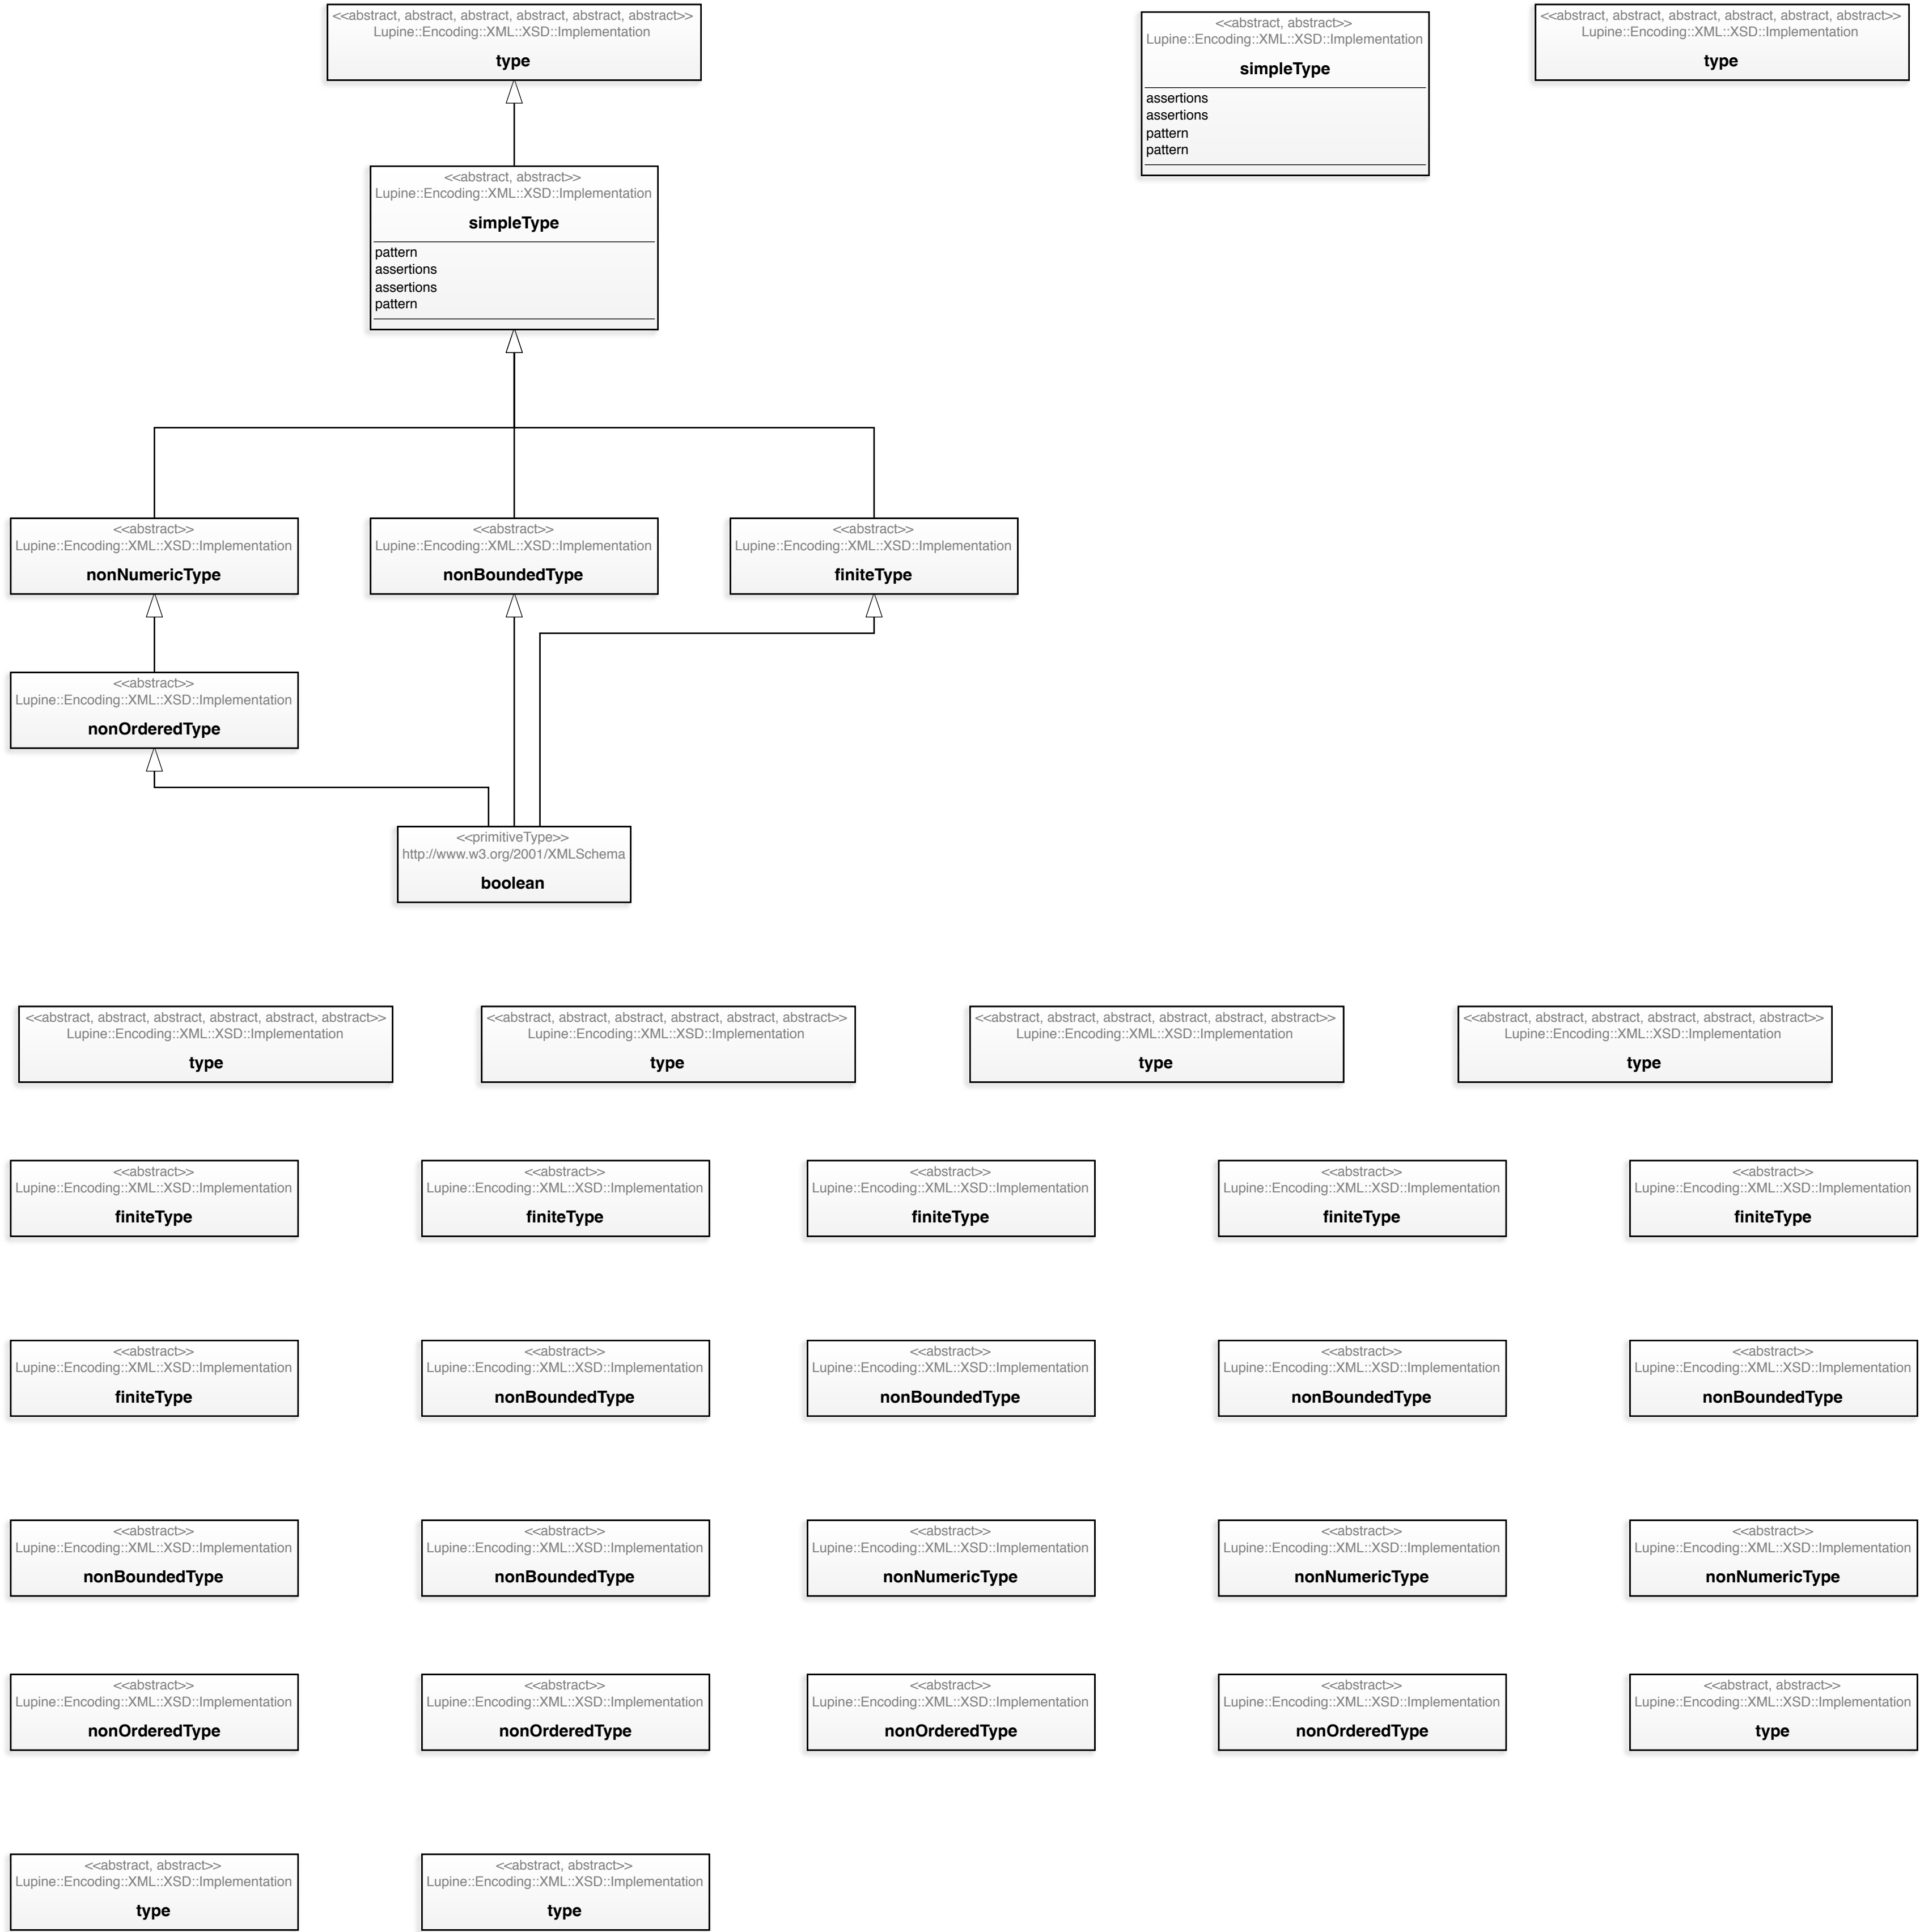 <<abstract, abstract, abstract, abstract, abstract, abstract>>
Lupine::Encoding::XML::XSD::Implementation
type
<<abstract, abstract>>
Lupine::Encoding::XML::XSD::Implementation
simpleType
assertions
assertions
pattern
pattern
<<abstract, abstract, abstract, abstract, abstract, abstract>>
Lupine::Encoding::XML::XSD::Implementation
type
<<abstract, abstract>>
Lupine::Encoding::XML::XSD::Implementation
simpleType
pattern
assertions
assertions
pattern
<<abstract>>
Lupine::Encoding::XML::XSD::Implementation
nonNumericType
<<abstract>>
Lupine::Encoding::XML::XSD::Implementation
nonBoundedType
<<abstract>>
Lupine::Encoding::XML::XSD::Implementation
finiteType
<<abstract>>
Lupine::Encoding::XML::XSD::Implementation
nonOrderedType
<<primitiveType>>
http://www.w3.org/2001/XMLSchema
boolean
<<abstract, abstract, abstract, abstract, abstract, abstract>>
Lupine::Encoding::XML::XSD::Implementation
type
<<abstract, abstract, abstract, abstract, abstract, abstract>>
Lupine::Encoding::XML::XSD::Implementation
type
<<abstract, abstract, abstract, abstract, abstract, abstract>>
Lupine::Encoding::XML::XSD::Implementation
type
<<abstract, abstract, abstract, abstract, abstract, abstract>>
Lupine::Encoding::XML::XSD::Implementation
type
<<abstract>>
Lupine::Encoding::XML::XSD::Implementation
finiteType
<<abstract>>
Lupine::Encoding::XML::XSD::Implementation
finiteType
<<abstract>>
Lupine::Encoding::XML::XSD::Implementation
finiteType
<<abstract>>
Lupine::Encoding::XML::XSD::Implementation
finiteType
<<abstract>>
Lupine::Encoding::XML::XSD::Implementation
finiteType
<<abstract>>
Lupine::Encoding::XML::XSD::Implementation
finiteType
<<abstract>>
Lupine::Encoding::XML::XSD::Implementation
nonBoundedType
<<abstract>>
Lupine::Encoding::XML::XSD::Implementation
nonBoundedType
<<abstract>>
Lupine::Encoding::XML::XSD::Implementation
nonBoundedType
<<abstract>>
Lupine::Encoding::XML::XSD::Implementation
nonBoundedType
<<abstract>>
Lupine::Encoding::XML::XSD::Implementation
nonBoundedType
<<abstract>>
Lupine::Encoding::XML::XSD::Implementation
nonBoundedType
<<abstract>>
Lupine::Encoding::XML::XSD::Implementation
nonNumericType
<<abstract>>
Lupine::Encoding::XML::XSD::Implementation
nonNumericType
<<abstract>>
Lupine::Encoding::XML::XSD::Implementation
nonNumericType
<<abstract>>
Lupine::Encoding::XML::XSD::Implementation
nonOrderedType
<<abstract>>
Lupine::Encoding::XML::XSD::Implementation
nonOrderedType
<<abstract>>
Lupine::Encoding::XML::XSD::Implementation
nonOrderedType
<<abstract>>
Lupine::Encoding::XML::XSD::Implementation
nonOrderedType
<<abstract, abstract>>
Lupine::Encoding::XML::XSD::Implementation
type
<<abstract, abstract>>
Lupine::Encoding::XML::XSD::Implementation
type
<<abstract, abstract>>
Lupine::Encoding::XML::XSD::Implementation
type